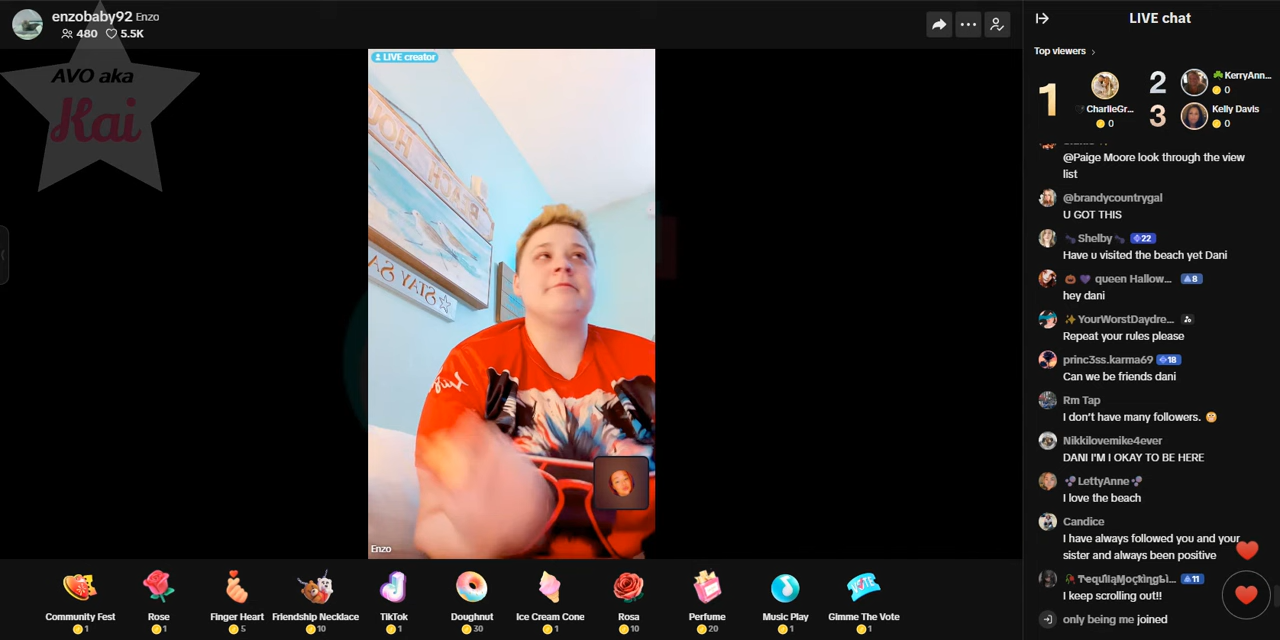 enzobaby92 Enzo
480 5.5K
AVO aka
Kai
LIVE creator
BEACH HOU
STAY SA
Enzo
Community Fest
1
Rose
1
Finger Heart
5
Friendship Necklace
10
TikTok
1
Doughnut
30
Ice Cream Cone
1
Rosa
10
Perfume
20
Music Play
1
Gimme The Vote
1
LIVE chat
Top viewers
1
CharlieGr...
0
2
KerryAnn...
0
3
Kelly Davis
0
@Paige Moore look through the view
list
@brandycountrygal
U GOT THIS
Shelby 22
Have u visited the beach yet Dani
queen Hallow... 8
hey dani
YourWorstDaydre...
Repeat your rules please
princ3ss.karma69 18
Can we be friends dani
Rm Tap
I don't have many followers.
Nikkilovemike4ever
DANI I'M I OKAY TO BE HERE
LettyAnne
I love the beach
Candice
I have always followed you and your
sister and always been positive
11
I keep scrolling out!!
only being me joined